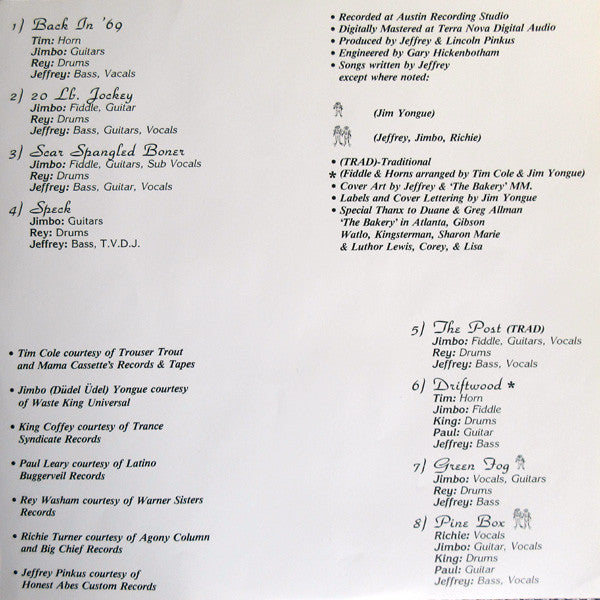 1) Back In '69
Tim: Horn
Jimbo: Guitars
Rey: Drums
Jeffrey: Bass, Vacals
2) 20 Lb. Jockey
Jimbo: Fiddle, Guitar
Rey: Drums
Jeffrey: Bass, Guitars, Vocals
3) Scar Spangled Boner
Jimbo: Fiddle, Guitars, Sub Vocals
Rey: Drums
Jeffrey: Bass, Guitar, Vocals
4) Speck
Jimbo: Guitars
Rey: Drums
Jeffrey: Bass, T.V.D.J.
• Recorded at Austin Recording Studio
• Digitally Mastered at Terra Nova Digital Audio
• Produced by Jeffrey & Lincoln Pinkus
• Engineered by Gary Hickenbotham
• Songs written by Jeffrey
except where noted:
(Jim Yongue)
(Jeffrey, Jimbo, Richie)
• (TRAD)-Traditional
* (Fiddle & Horns arranged by Tim Cole & Jim Yongue)
• Cover Art by Jeffrey & 'The Bakery' MM.
• Labels and Cover Lettering by Jim Yongue
• Special Thanx to Duane & Greg Allman
'The Bakery' in Atlanta, Gibson
Watlo, Kingsterman, Sharon Marie
& Luthor Lewis, Corey, & Lisa
• Tim Cole courtesy of Trouser Trout
and Mama Cassette's Records & Tapes
• Jimbo (Düdel Üdel) Yongue courtesy
of Waste King Universal
• King Coffey courtesy of Trance
Syndicate Records
• Paul Leary courtesy of Latino
Buggerveil Records
• Rey Washam courtesy of Warner Sisters
Records
• Richie Turner courtesy of Agony Column
and Big Chief Records
• Jeffrey Pinkus courtesy of
Honest Abes Custom Records
5) The Post (TRAD)
Jimbo: Fiddle, Guitars, Vocals
Rey: Drums
Jeffrey: Bass, Vocals
6) Driftwood *
Tim: Horn
Jimbo: Fiddle
King: Drums
Paul: Guitar
Jeffrey: Bass
7) Green Fog
Jimbo: Vocals, Guitars
Rey: Drums
Jeffrey: Bass
8) Pine Box
Richie: Vocals
Jimbo: Guitar, Vocals
King: Drums
Paul: Guitar
Jeffrey: Bass, Vocals